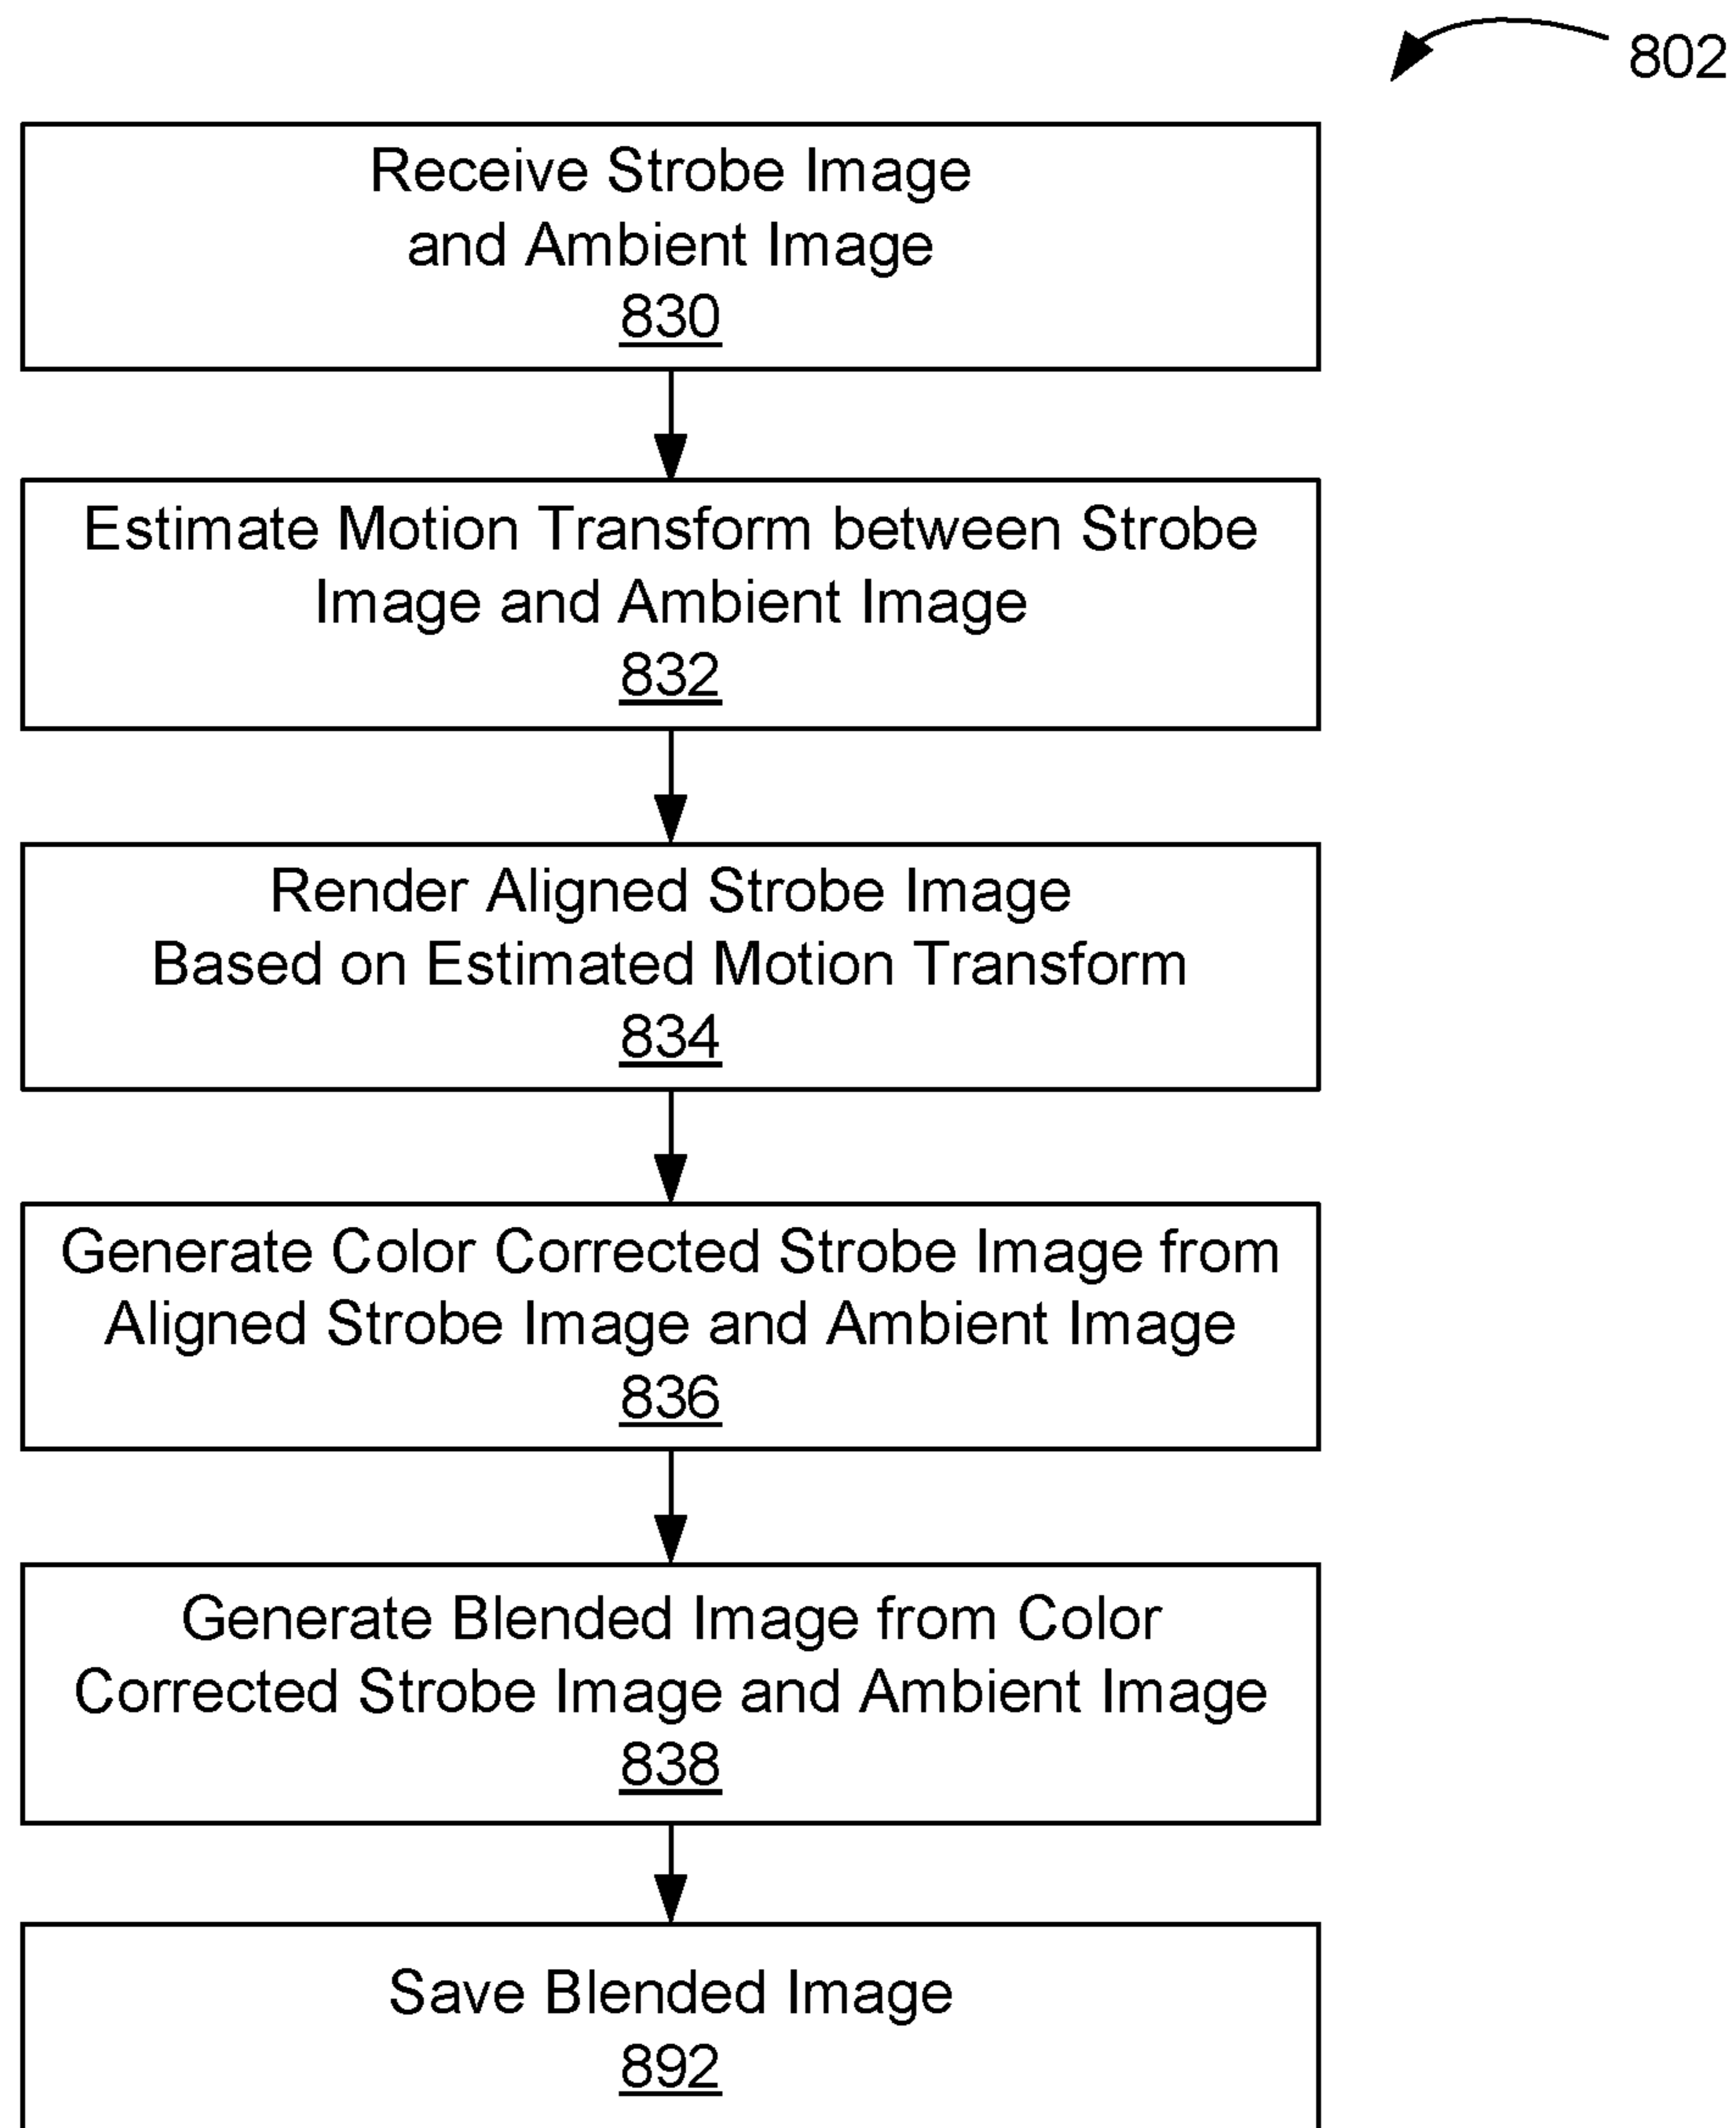 802
Receive Strobe Image
and Ambient Image
830
Estimate Motion Transform between Strobe
Image and Ambient Image
832
Render Aligned Strobe Image
Based on Estimated Motion Transform
834
Generate Color Corrected Strobe Image from
Aligned Strobe Image and Ambient Image
836
Generate Blended Image from Color
Corrected Strobe Image and Ambient Image
838
Save Blended Image
892